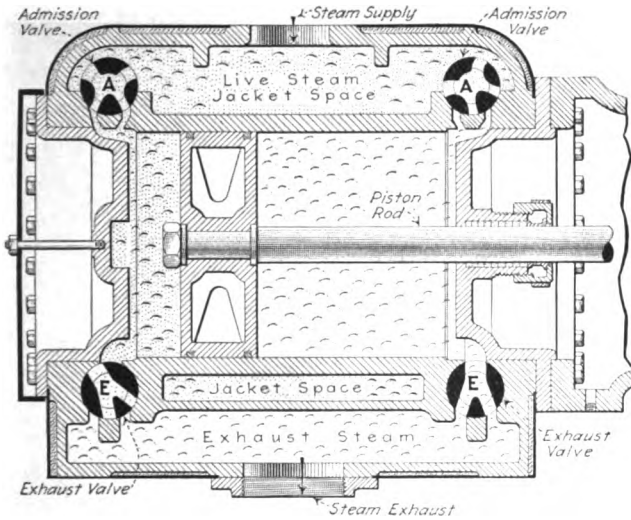 Admission
Valve
Steam Supply
Admission
Valve
A
A
Live Steam
Jacket Space
Piston
Rod
E
E
Jacket Space
Exhaust Steam
Exhaust Valve
Exhaust
Valve
Steam Exhaust